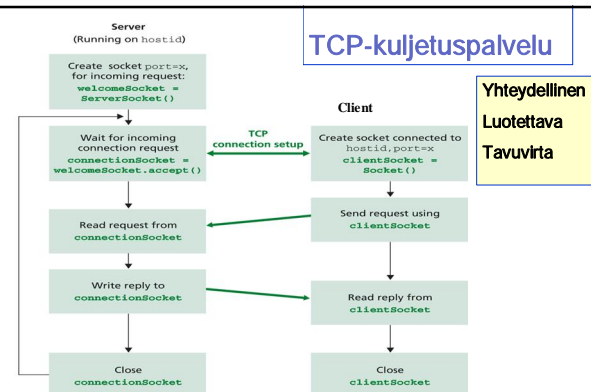 TCP-kuljetuspalvelu
Yhteydellinen
Luotettava
Tavuvirta
Server
(Running on hostid)
Create socket port=x,
for incoming request:
welcomeSocket =
ServerSocket()
Wait for incoming
connection request
connectionSocket =
welcomeSocket.accept()
TCP
connection setup
Client
Create socket connected to
hostid,port=x
clientSocket =
Socket()
Send request using
clientSocket
Read request from
connectionSocket
Write reply to
connectionSocket
Read reply from
clientSocket
Close
connectionSocket
Close
clientSocket